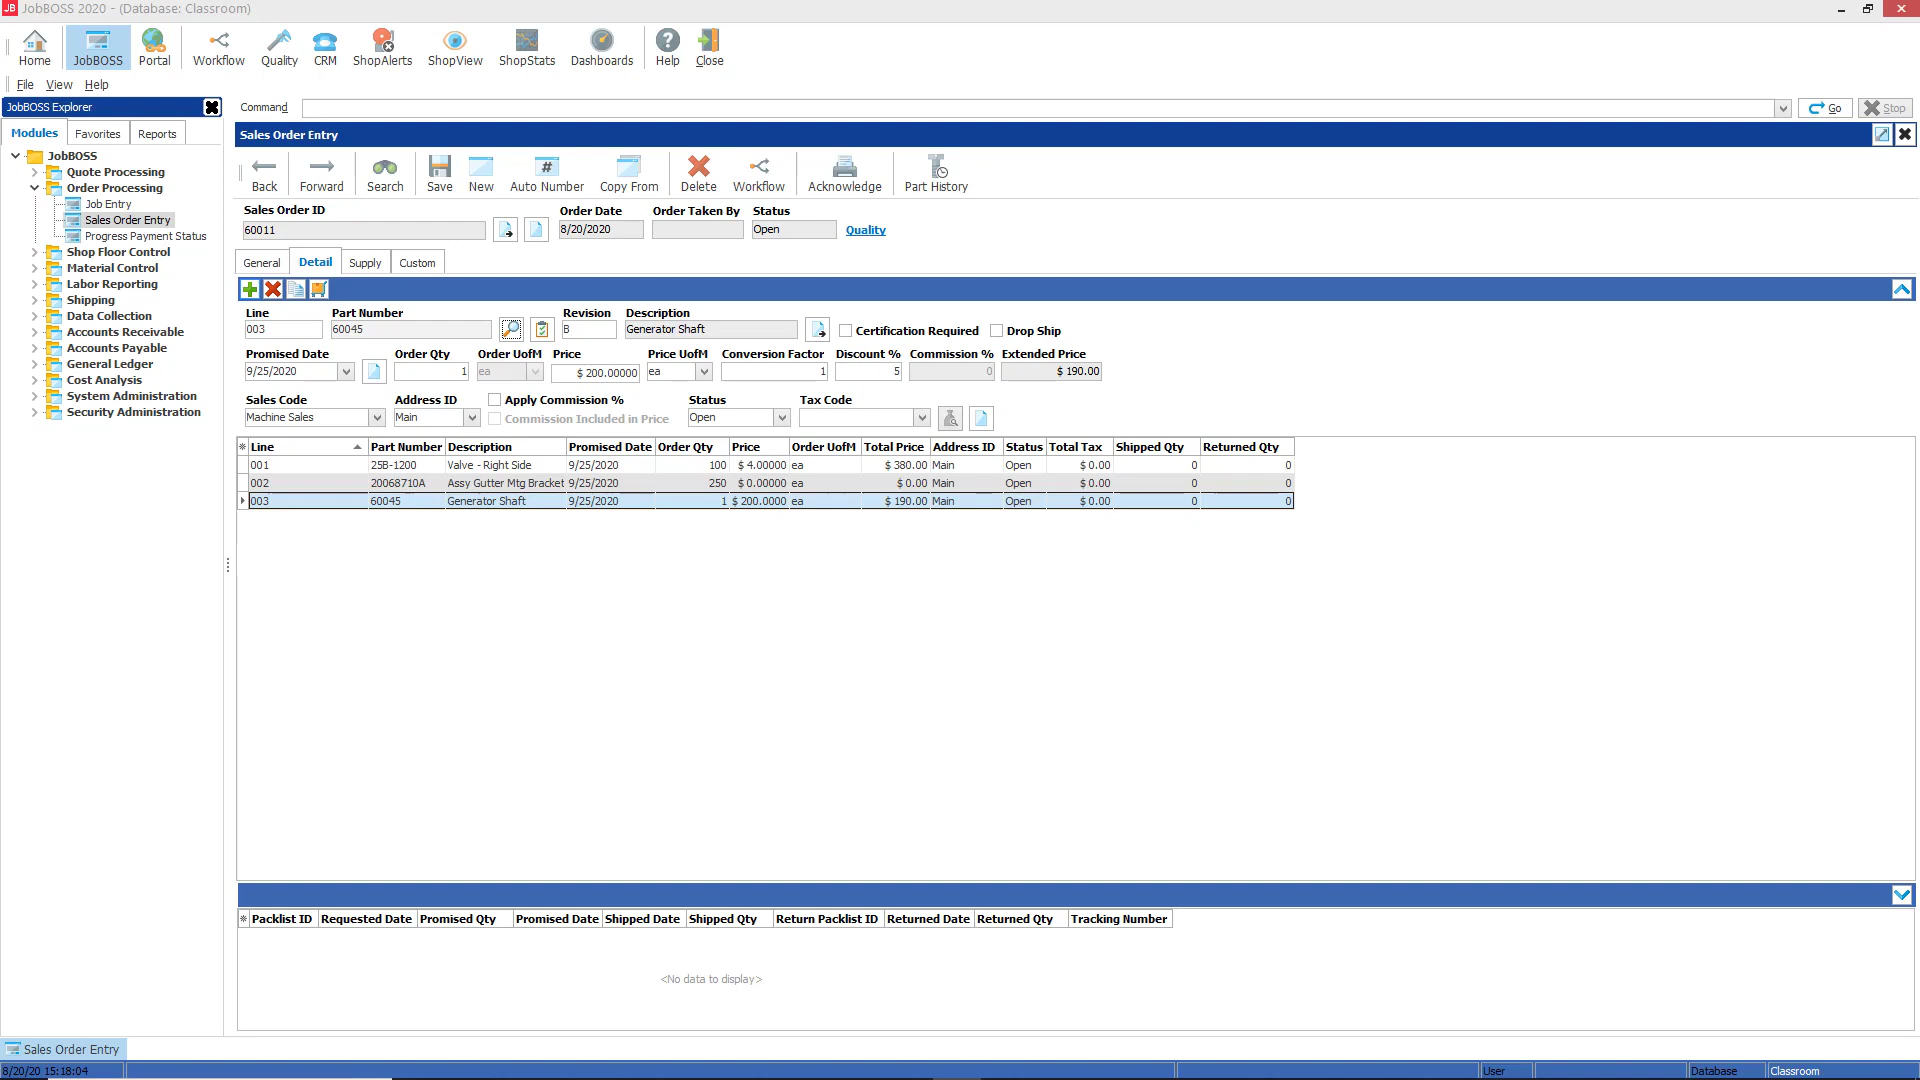 JB JobBOSS 2020 - (Database: Classroom)
Home JobBOSS Portal Workflow Quality CRM ShopAlerts ShopView ShopStats Dashboards Help Close
File View Help
JobBOSS Explorer
Command Go Stop
Modules Favorites Reports
Sales Order Entry
JobBOSS
Quote Processing
Order Processing
Job Entry
Sales Order Entry
Progress Payment Status
Shop Floor Control
Material Control
Labor Reporting
Shipping
Data Collection
Accounts Receivable
Accounts Payable
General Ledger
Cost Analysis
System Administration
Security Administration
Back Forward Search Save New Auto Number Copy From Delete Workflow Acknowledge Part History
Sales Order ID Order Date Order Taken By Status
60011 8/20/2020 Open Quality
General Detail Supply Custom
Line Part Number Revision Description
003 60045 B Generator Shaft Certification Required Drop Ship
Promised Date Order Qty Order UofM Price Price UofM Conversion Factor Discount % Commission % Extended Price
9/25/2020 1 ea $ 200.00000 ea 1 5 0 $ 190.00
Sales Code Address ID Apply Commission % Status Tax Code
Machine Sales Main Commission Included in Price Open
Line Part Number Description Promised Date Order Qty Price Order UofM Total Price Address ID Status Total Tax Shipped Qty Returned Qty
001 25B-1200 Valve - Right Side 9/25/2020 100 $ 4.00000 ea $ 380.00 Main Open $ 0.00 0 0
002 20068710A Assy Gutter Mtg Bracket 9/25/2020 250 $ 0.00000 ea $ 0.00 Main Open $ 0.00 0 0
003 60045 Generator Shaft 9/25/2020 1 $ 200.0000 ea $ 190.00 Main Open $ 0.00 0 0
Packlist ID Requested Date Promised Qty Promised Date Shipped Date Shipped Qty Return Packlist ID Returned Date Returned Qty Tracking Number
<No data to display>
Sales Order Entry
8/20/20 15:18:04 User Database Classroom